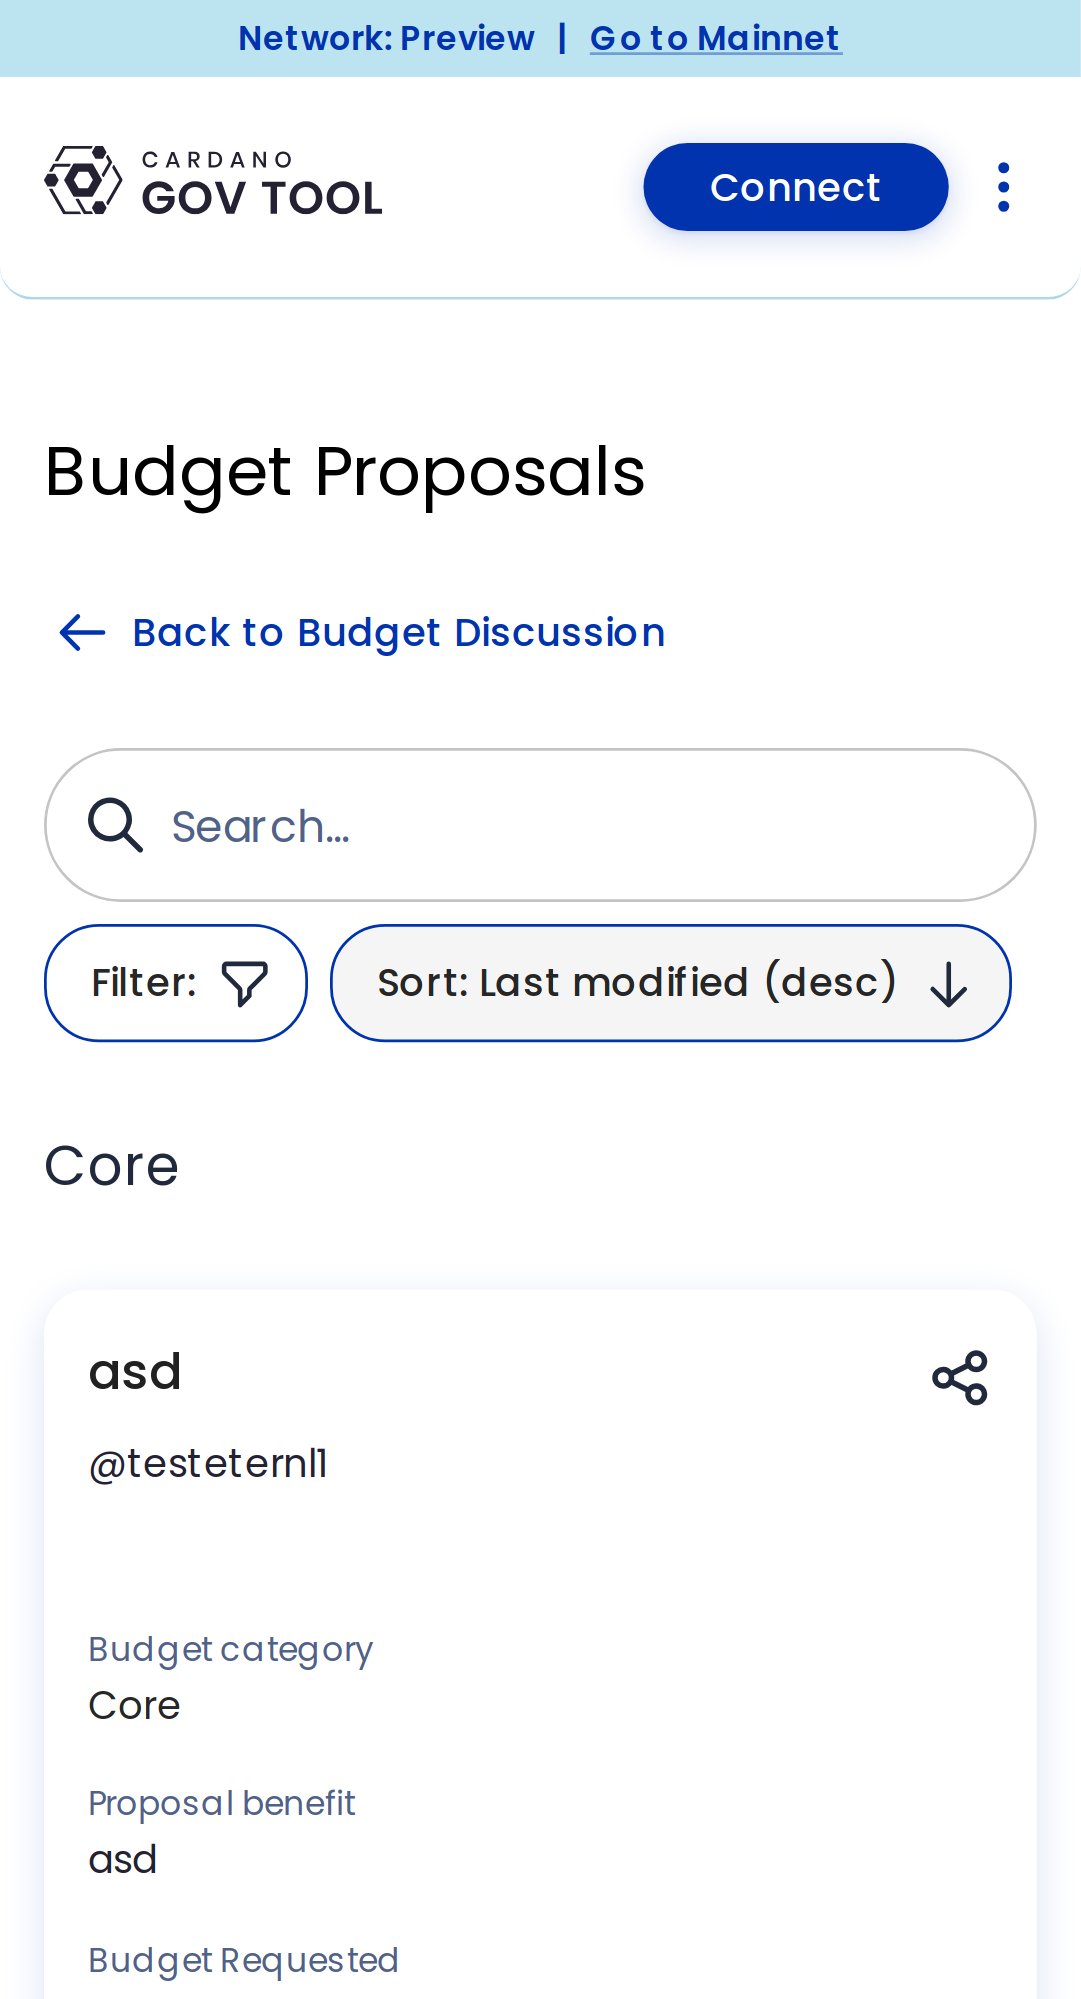 Network: Preview | Go to Mainnet
CARDANO
GOV TOOL
Connect
Budget Proposals
Back to Budget Discussion
Search...
Filter:
Sort: Last modified (desc)
Core
asd
@testeternl1
Budget category
Core
Proposal benefit
asd
Budget Requested